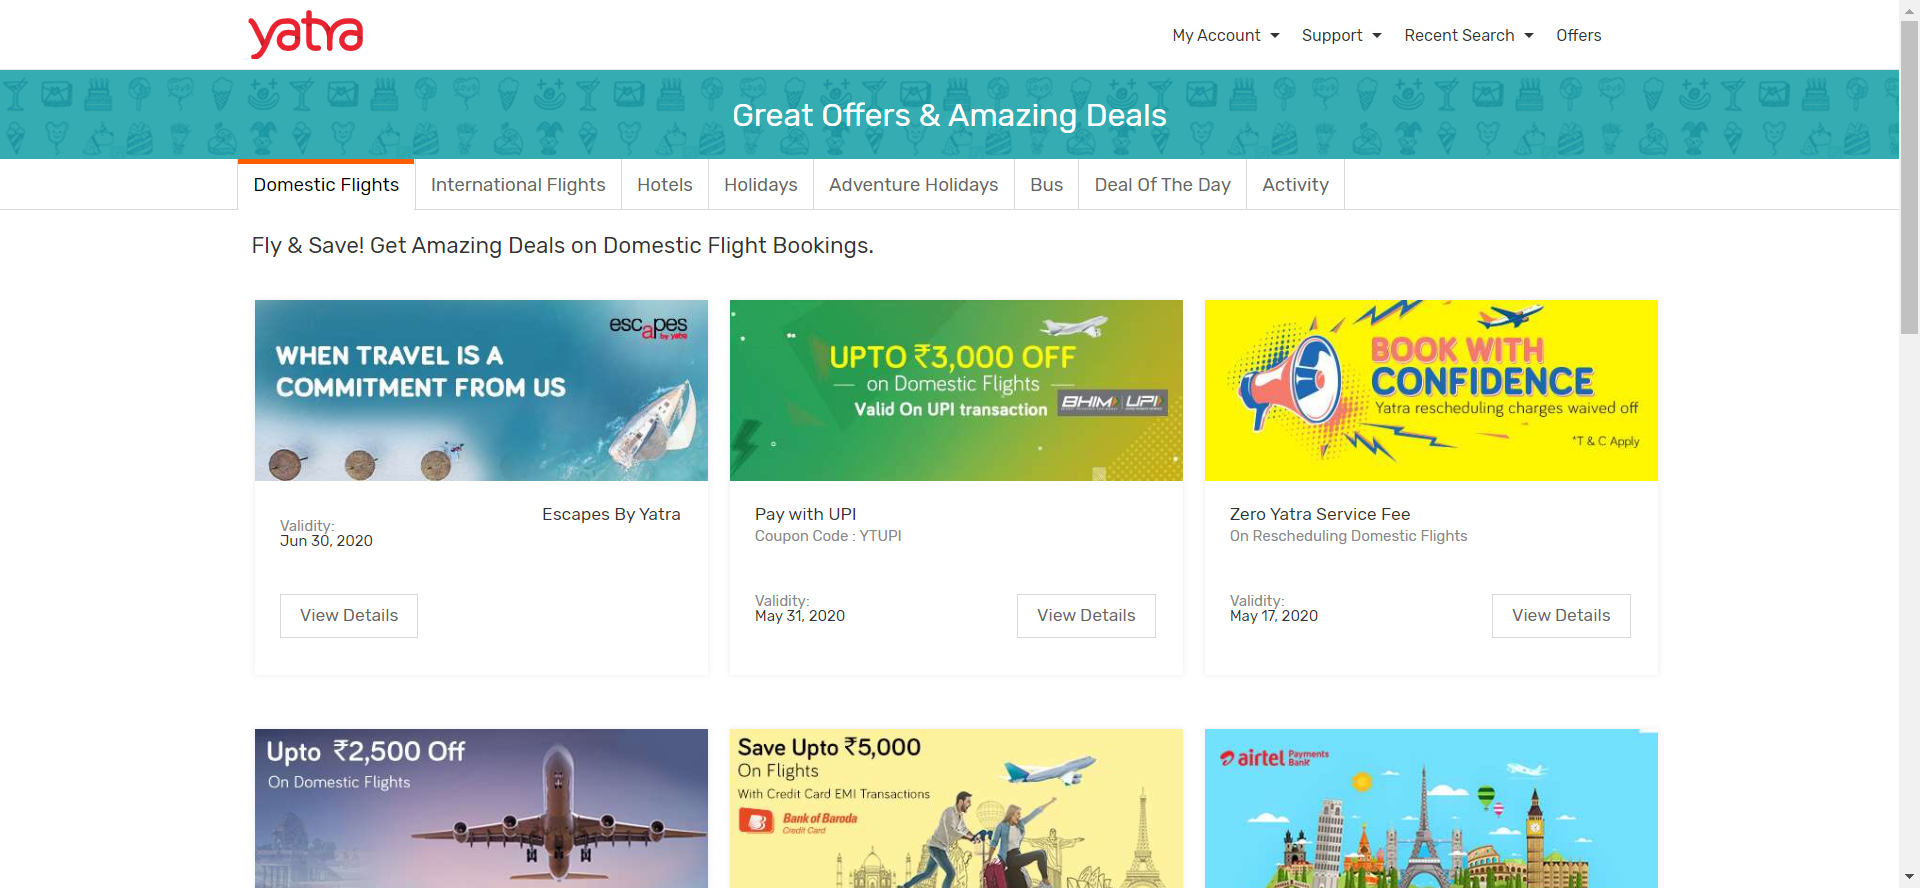 yatra
My Account
Support
Recent Search
Offers
Great Offers & Amazing Deals
Domestic Flights
International Flights
Hotels
Holidays
Adventure Holidays
Bus
Deal Of The Day
Activity
Fly & Save! Get Amazing Deals on Domestic Flight Bookings.
escapes
by yatra
WHEN TRAVEL IS A
COMMITMENT FROM US
Escapes By Yatra
Validity:
Jun 30, 2020
View Details
UPTO ₹3,000 OFF
on Domestic Flights
Valid On UPI transaction
BHIM UPI
Pay with UPI
Coupon Code : YTUPI
Validity:
May 31, 2020
View Details
BOOK WITH
CONFIDENCE
Yatra rescheduling charges waived off
*T & C Apply
Zero Yatra Service Fee
On Rescheduling Domestic Flights
Validity:
May 17, 2020
View Details
Upto ₹2,500 Off
On Domestic Flights
Save Upto ₹5,000
On Flights
With Credit Card EMI Transactions
Bank of Baroda
Credit Card
airtel Payments
Bank